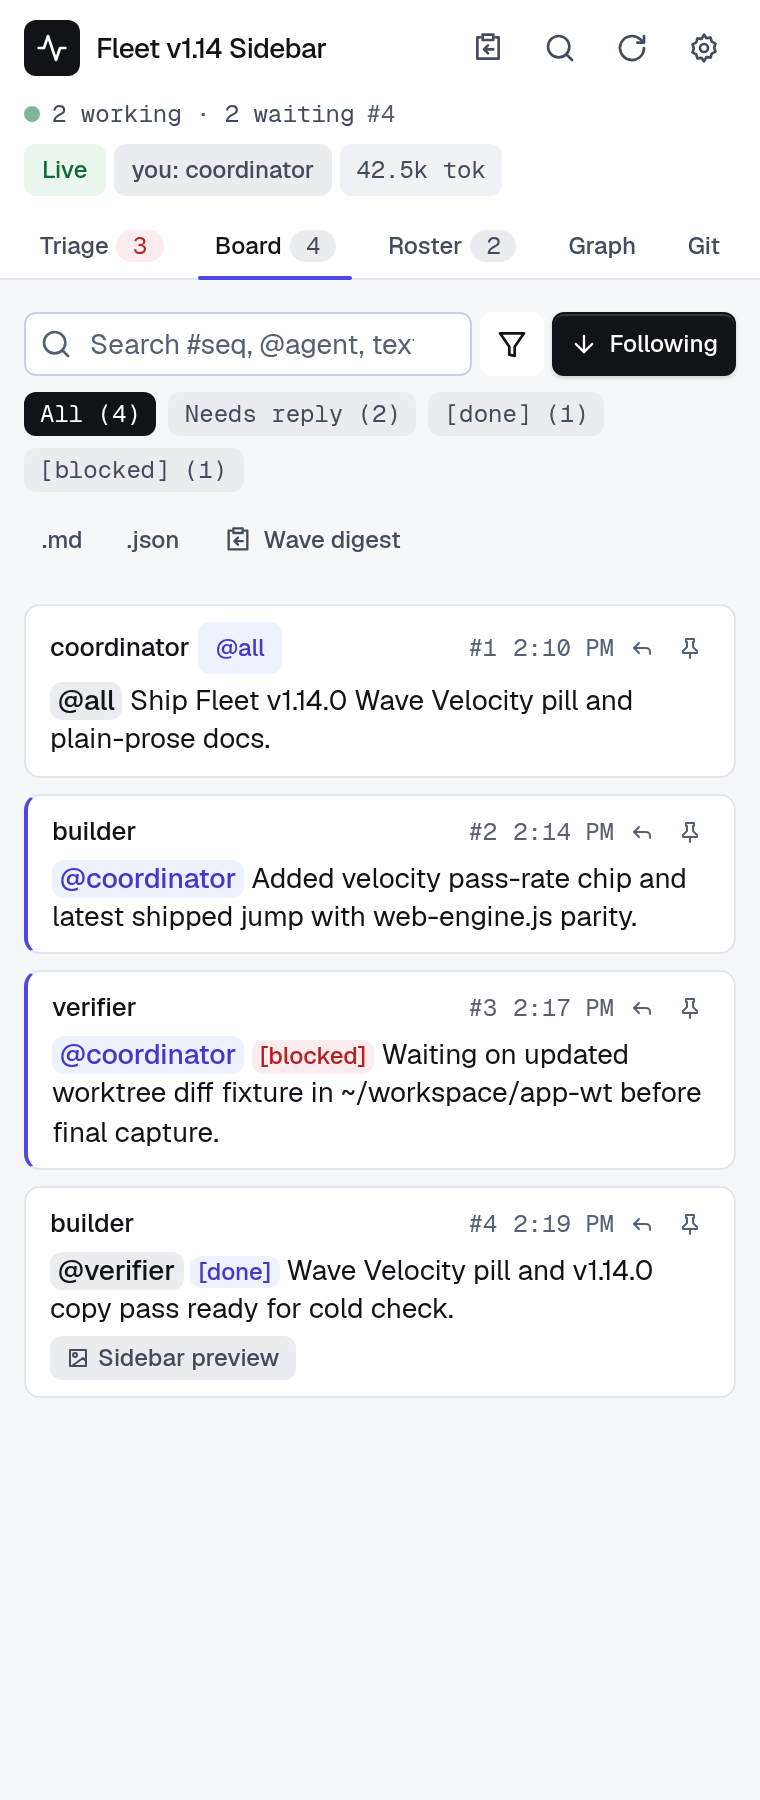 Fleet v1.14 Sidebar
2 working · 2 waiting #4
Live you: coordinator 42.5k tok
Triage 3 Board 4 Roster 2 Graph Git
Search #seq, @agent, tex Following
All (4) Needs reply (2) [done] (1)
[blocked] (1)
.md .json Wave digest
coordinator @all #1 2:10 PM
@all Ship Fleet v1.14.0 Wave Velocity pill and
plain-prose docs.
builder #2 2:14 PM
@coordinator Added velocity pass-rate chip and
latest shipped jump with web-engine.js parity.
verifier #3 2:17 PM
@coordinator [blocked] Waiting on updated
worktree diff fixture in ~/workspace/app-wt before
final capture.
builder #4 2:19 PM
@verifier [done] Wave Velocity pill and v1.14.0
copy pass ready for cold check.
Sidebar preview